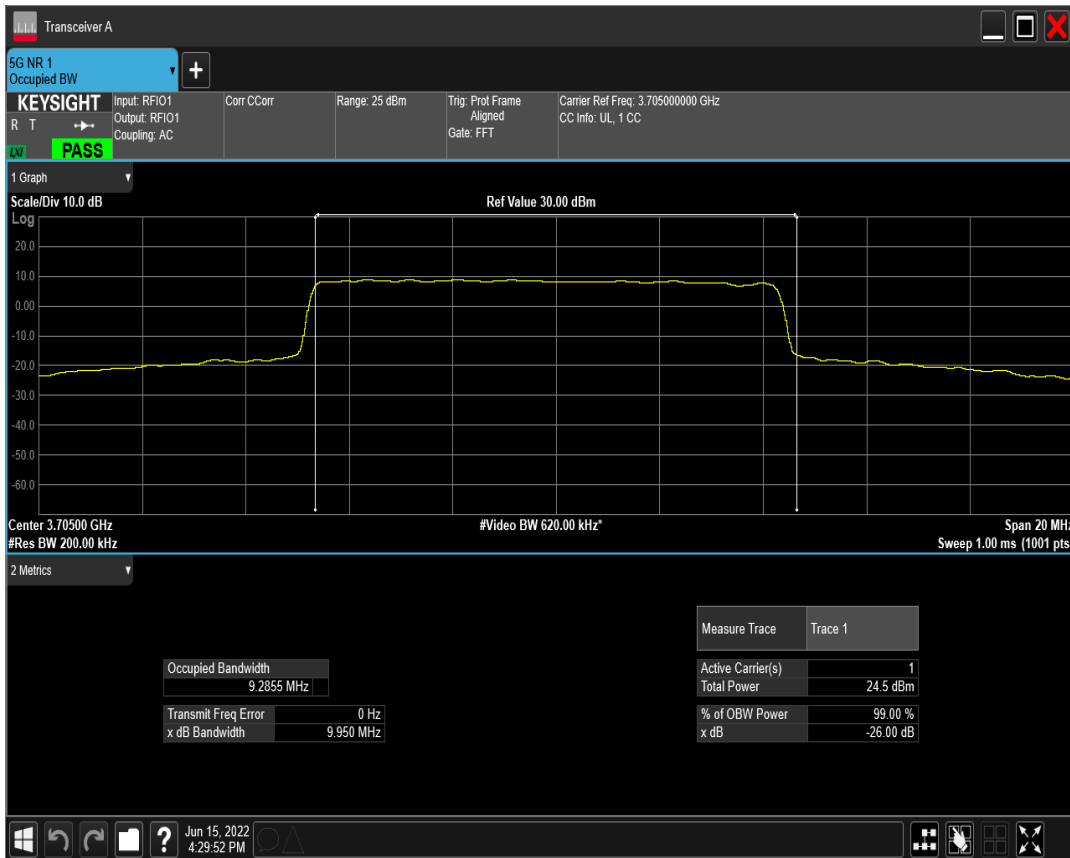 Transceiver A
5G NR 1
Occupied BW
+
KEYSIGHT
R T
LXI
PASS
Input: RFIO1
Output: RFIO1
Coupling: AC
Corr CCorr
Range: 25 dBm
Trig: Prot Frame
Aligned
Gate: FFT
Carrier Ref Freq: 3.705000000 GHz
CC Info: UL, 1 CC
1 Graph
Scale/Div 10.0 dB
Ref Value 30.00 dBm
Log
20.0
10.0
0.00
-10.0
-20.0
-30.0
-40.0
-50.0
-60.0
Center 3.70500 GHz
#Video BW 620.00 kHz*
Span 20 MHz
#Res BW 200.00 kHz
Sweep 1.00 ms (1001 pts
2 Metrics
Measure Trace Trace 1
Occupied Bandwidth
9.2855 MHz
Active Carrier(s) 1
Total Power 24.5 dBm
Transmit Freq Error 0 Hz
x dB Bandwidth 9.950 MHz
% of OBW Power 99.00 %
x dB -26.00 dB
?
Jun 15, 2022
4:29:52 PM